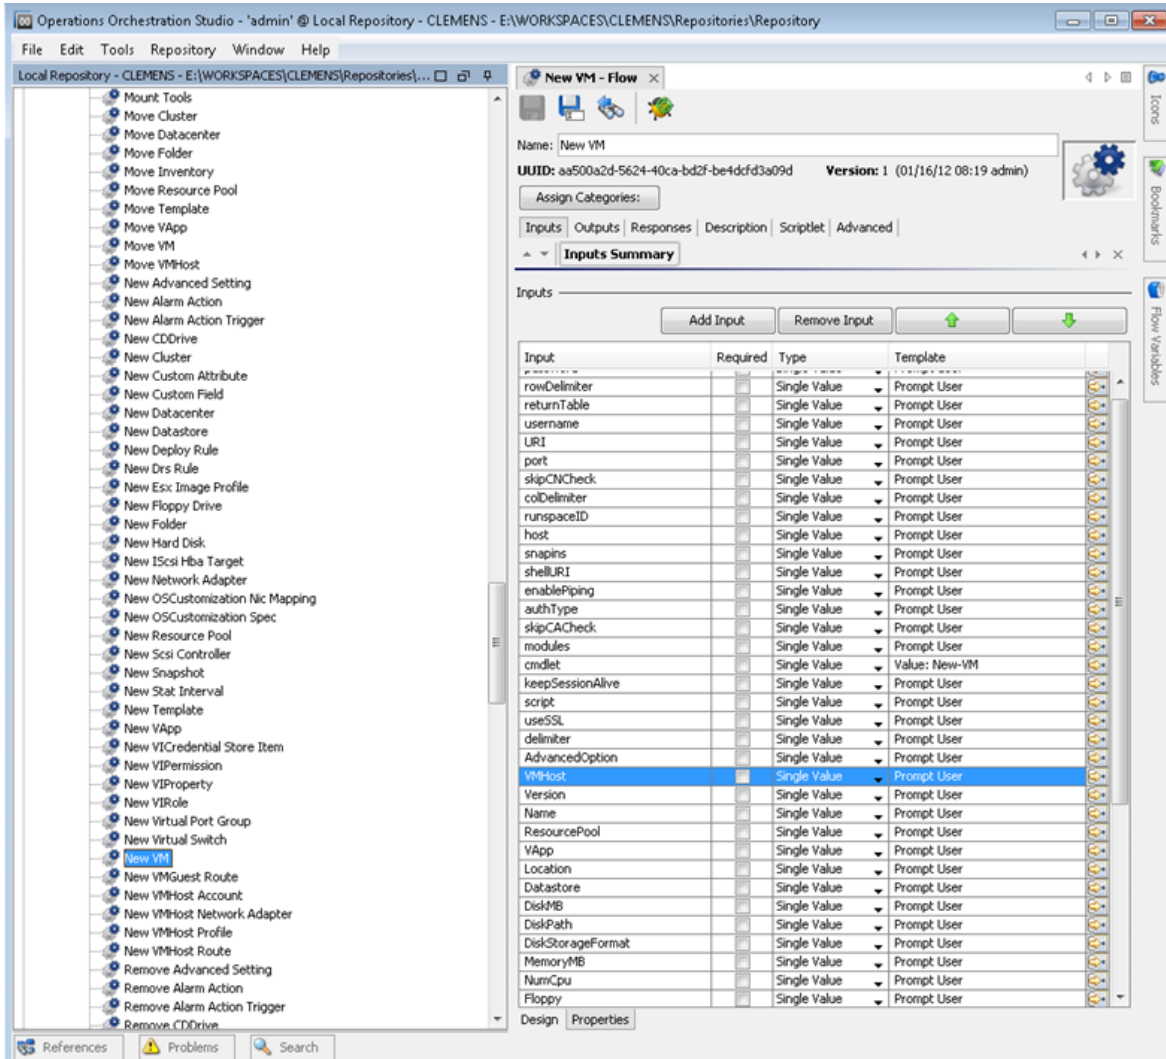 Operations Orchestration Studio - 'admin' @ Local Repository - CLEMENS - E:\WORKSPACES\CLEMENS\Repositories\Repository
File Edit Tools Repository Window Help
Local Repository - CLEMENS - E:\WORKSPACES\CLEMENS\Repositories\...
Mount Tools
Move Cluster
Move Datacenter
Move Folder
Move Inventory
Move Resource Pool
Move Template
Move VApp
Move VM
Move VMHost
New Advanced Setting
New Alarm Action
New Alarm Action Trigger
New CDDrive
New Cluster
New Custom Attribute
New Custom Field
New Datacenter
New Datastore
New Deploy Rule
New Drs Rule
New Esx Image Profile
New Floppy Drive
New Folder
New Hard Disk
New IScsi Hba Target
New Network Adapter
New OSCustomization Nic Mapping
New OSCustomization Spec
New Resource Pool
New Scsi Controller
New Snapshot
New Stat Interval
New Template
New VApp
New VICredential Store Item
New VIPermission
New VIProperty
New VIRole
New Virtual Port Group
New Virtual Switch
New VM
New VMGuest Route
New VMHost Account
New VMHost Network Adapter
New VMHost Profile
New VMHost Route
Remove Advanced Setting
Remove Alarm Action
Remove Alarm Action Trigger
Remove CDDrive
References Problems Search
New VM - Flow
Name: New VM
UUID: aa500a2d-5624-40ca-bd2f-be4dcfd3a09d Version: 1 (01/16/12 08:19 admin)
Assign Categories:
Inputs Outputs Responses Description Scriptlet Advanced
Inputs Summary
Inputs
Add Input Remove Input
Input Required Type Template
rowDelimiter Single Value Prompt User
returnTable Single Value Prompt User
username Single Value Prompt User
URI Single Value Prompt User
port Single Value Prompt User
skipCNCheck Single Value Prompt User
colDelimiter Single Value Prompt User
runspaceID Single Value Prompt User
host Single Value Prompt User
snapins Single Value Prompt User
shellURI Single Value Prompt User
enablePiping Single Value Prompt User
authType Single Value Prompt User
skipCACheck Single Value Prompt User
modules Single Value Prompt User
cmdlet Single Value Value: New-VM
keepSessionAlive Single Value Prompt User
script Single Value Prompt User
useSSL Single Value Prompt User
delimiter Single Value Prompt User
AdvancedOption Single Value Prompt User
VMHost Single Value Prompt User
Version Single Value Prompt User
Name Single Value Prompt User
ResourcePool Single Value Prompt User
VApp Single Value Prompt User
Location Single Value Prompt User
Datastore Single Value Prompt User
DiskMB Single Value Prompt User
DiskPath Single Value Prompt User
DiskStorageFormat Single Value Prompt User
MemoryMB Single Value Prompt User
NumCpu Single Value Prompt User
Floppy Single Value Prompt User
Design Properties
Icons
Bookmarks
Flow Variables